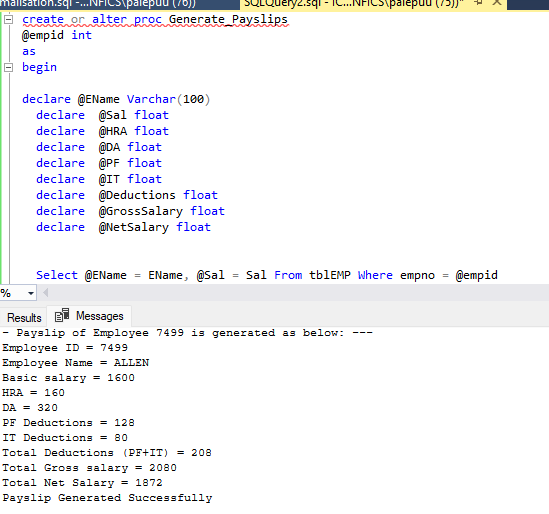 malisation.sql -...NFICS\palepuu (76))
SQLQuery2.sql - IC...NFICS\palepuu (75))*
create or alter proc Generate_Payslips
@empid int
as
begin
declare @EName Varchar(100)
declare @Sal float
declare @HRA float
declare @DA float
declare @PF float
declare @IT float
declare @Deductions float
declare @GrossSalary float
declare @NetSalary float
Select @EName = EName, @Sal = Sal From tblEMP Where empno = @empid
%
Results Messages
- Payslip of Employee 7499 is generated as below: ---
Employee ID = 7499
Employee Name = ALLEN
Basic salary = 1600
HRA = 160
DA = 320
PF Deductions = 128
IT Deductions = 80
Total Deductions (PF+IT) = 208
Total Gross salary = 2080
Total Net Salary = 1872
Payslip Generated Successfully